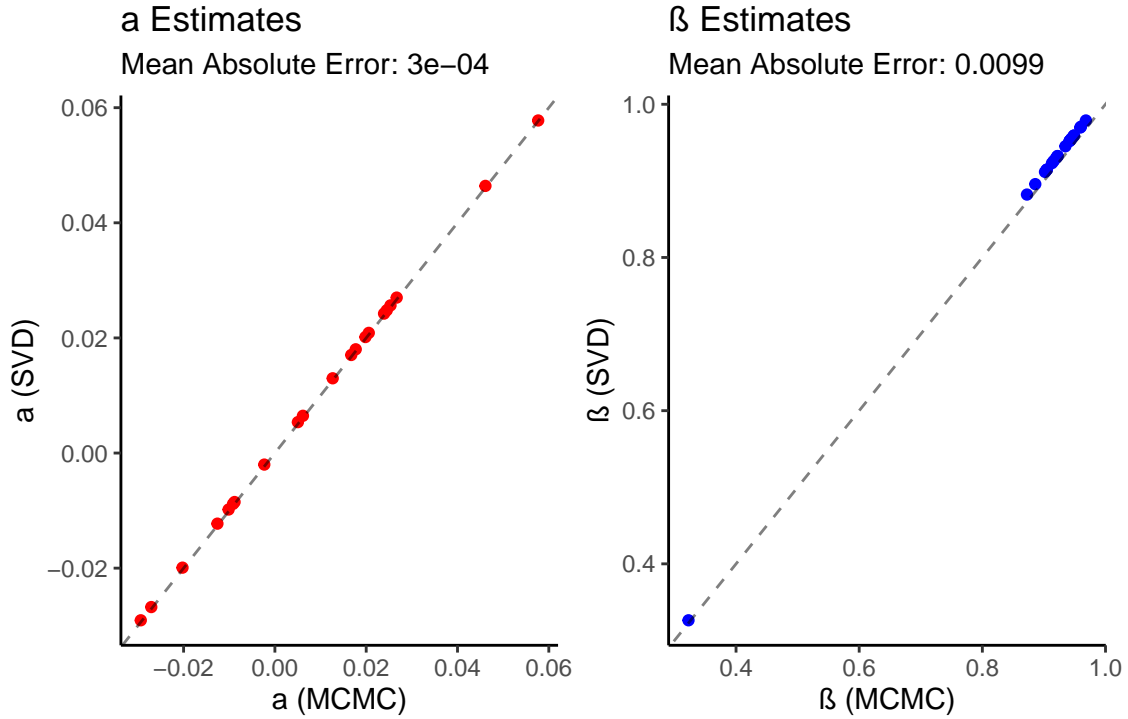 a Estimates
Mean Absolute Error: 3e−04
0.06
0.04
0.02
0.00
−0.02
a (SVD)
−0.02
0.00
0.02
0.04
0.06
a (MCMC)
ß Estimates
Mean Absolute Error: 0.0099
1.0
0.8
0.6
0.4
ß (SVD)
0.4
0.6
0.8
1.0
ß (MCMC)